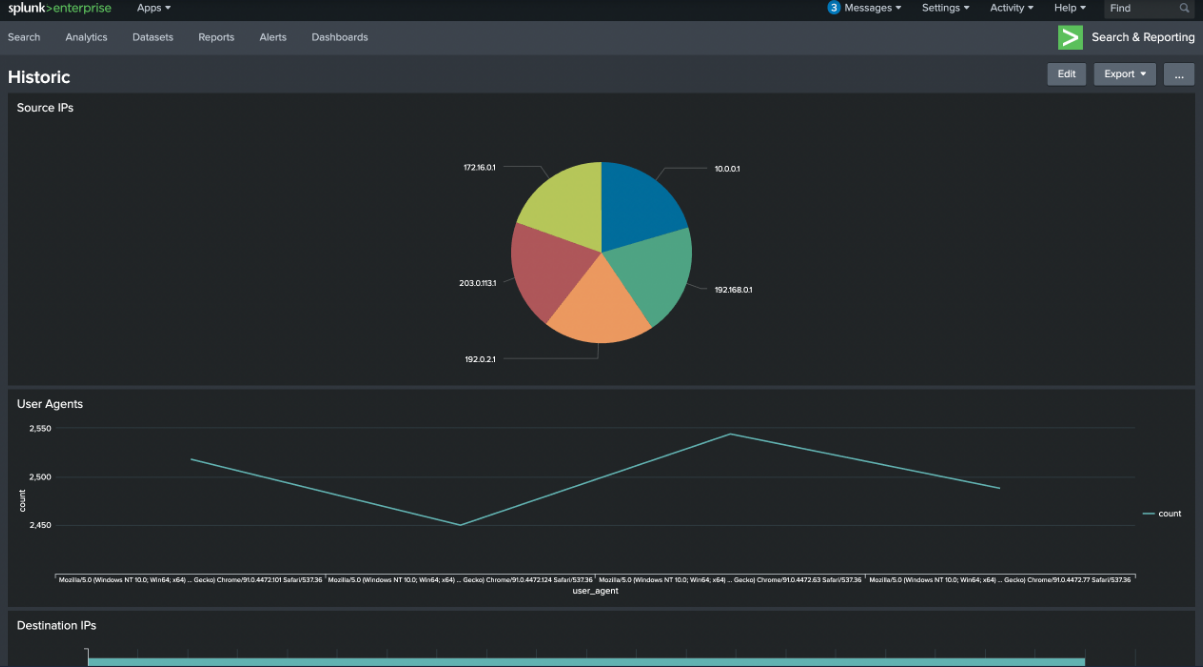 splunk>enterprise Apps 3 Messages Settings Activity Help Find
Search Analytics Datasets Reports Alerts Dashboards Search & Reporting
Historic Edit Export ...
Source IPs
172.16.0.1 10.0.0.1
203.0.113.1 192.168.0.1
192.0.2.1
User Agents
2,550
2,500
2,450
count
count
Mozilla/5.0 (Windows NT 10.0; Win64; x64) ... Gecko) Chrome/91.0.4472.101 Safari/537.36 Mozilla/5.0 (Windows NT 10.0; Win64; x64) ... Gecko) Chrome/91.0.4472.124 Safari/537.36 Mozilla/5.0 (Windows NT 10.0; Win64; x64) ... Gecko) Chrome/91.0.4472.63 Safari/537.36 Mozilla/5.0 (Windows NT 10.0; Win64; x64) ... Gecko) Chrome/91.0.4472.77 Safari/537.36
user_agent
Destination IPs